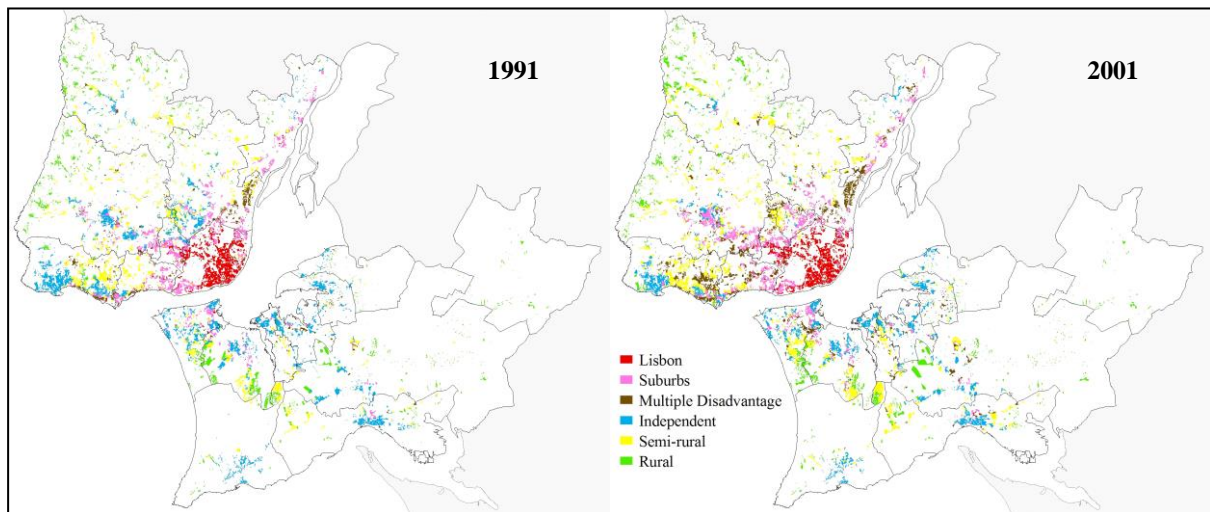 1991
2001
Lisbon
Suburbs
Multiple Disadvantage
Independent
Semi-rural
Rural